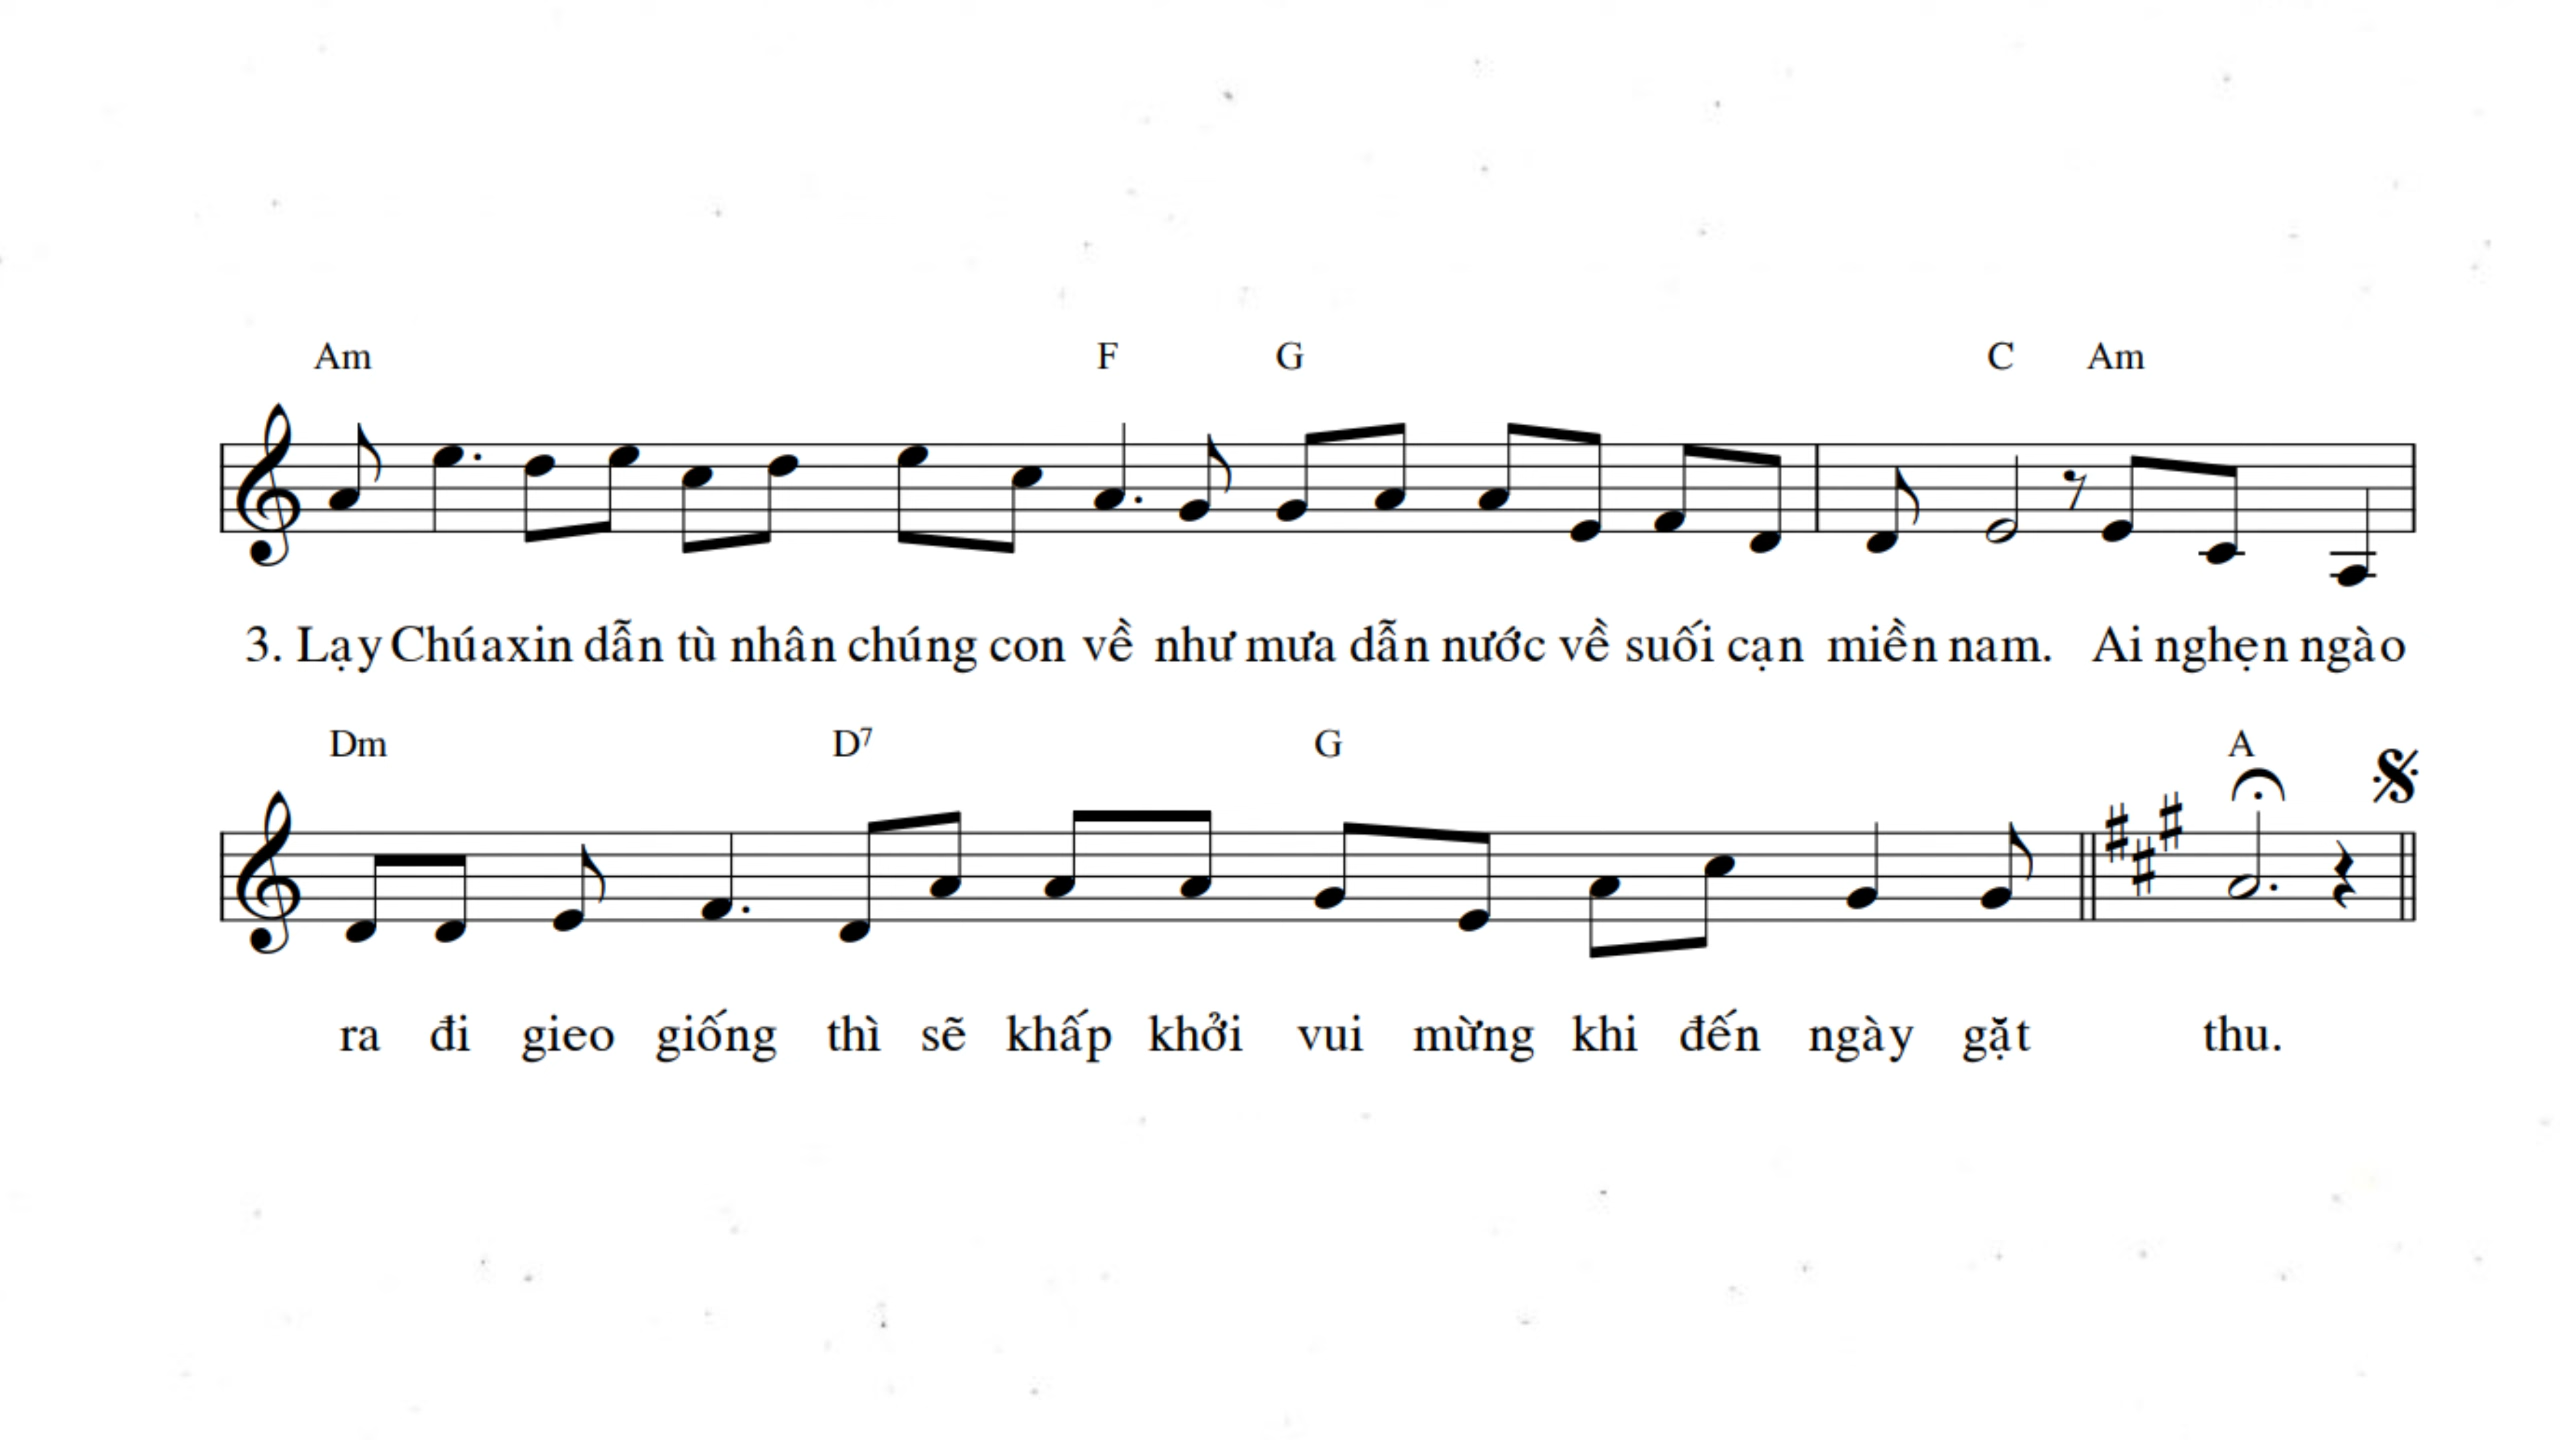 Am F G C Am
3. Lạy Chúaxin dẫn tù nhân chúng con về như mưa dẫn nước về suối cạn miền nam. Ai nghẹn ngào
Dm D7 G A
ra đi gieo giống thì sẽ khấp khởi vui mừng khi đến ngày gặt thu.